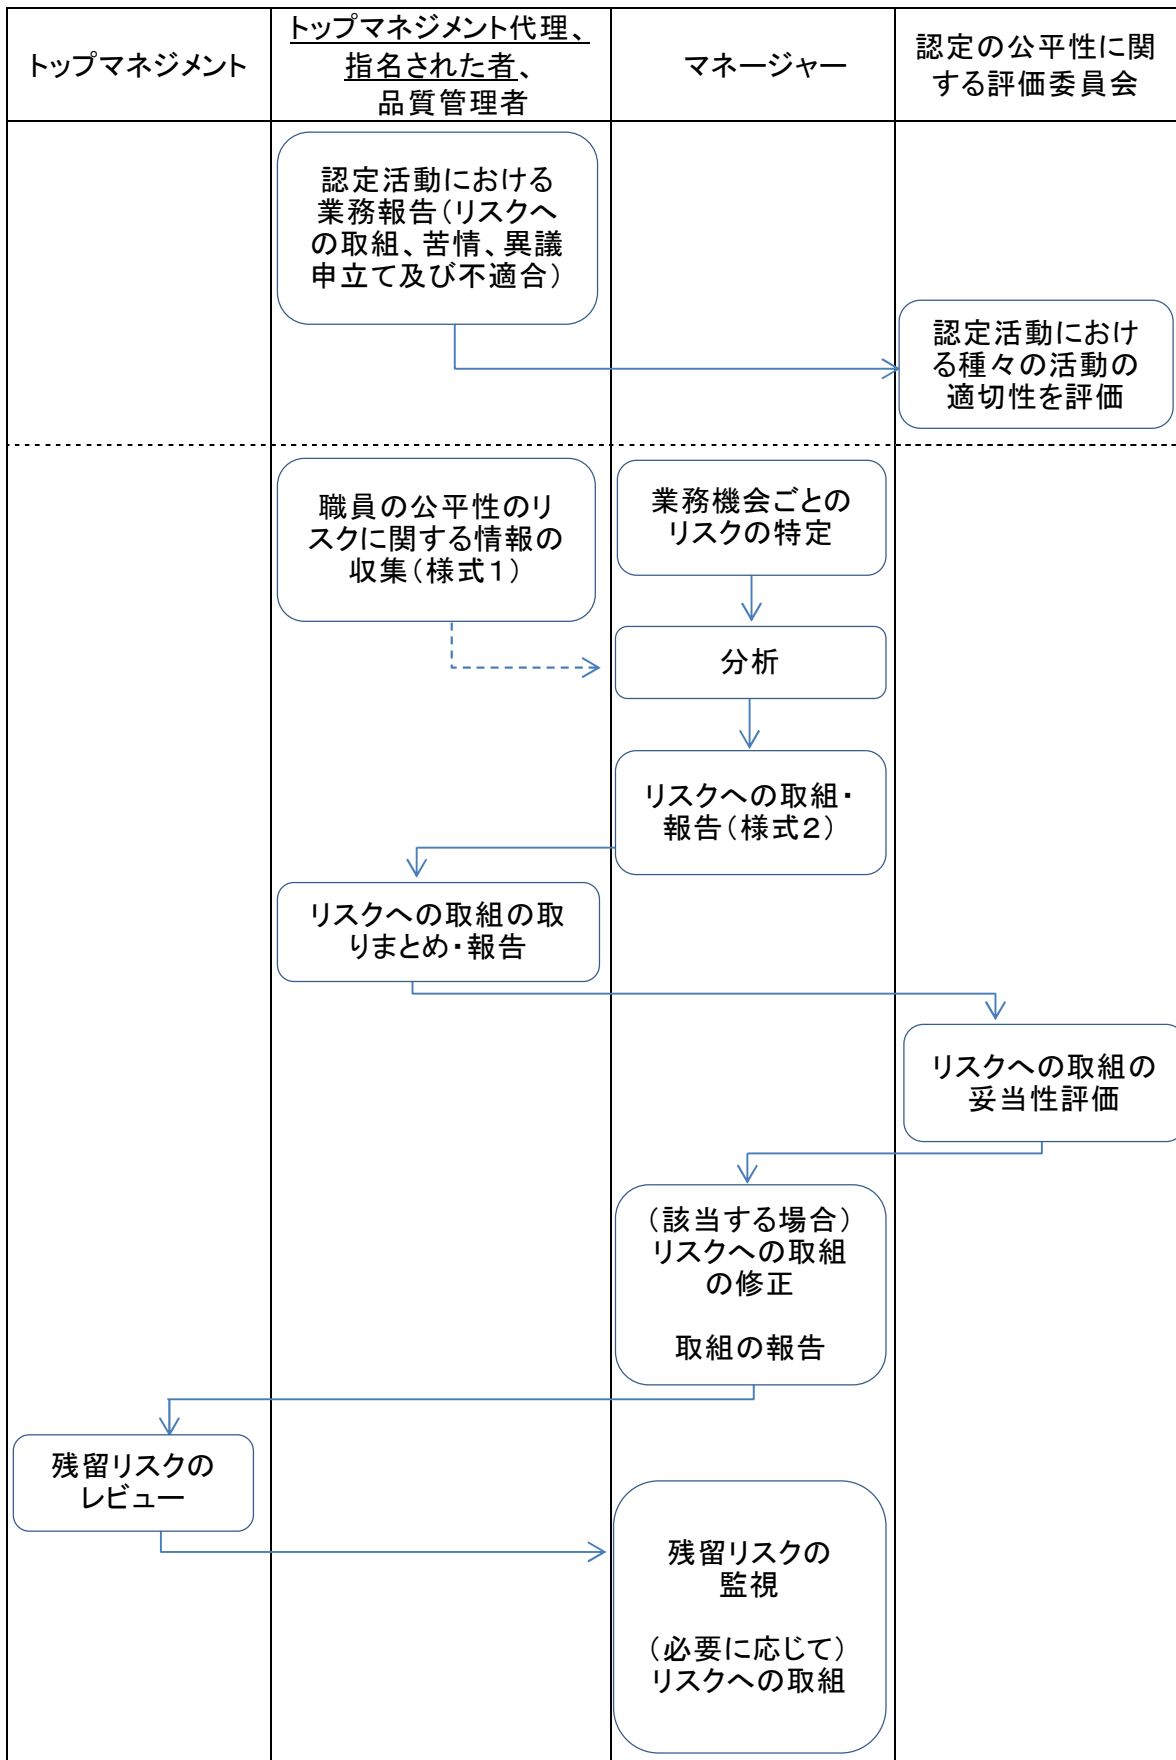 トップマネジメント
トップマネジメント代理、
指名された者、
品質管理者
マネージャー
認定の公平性に関
する評価委員会
認定活動における
業務報告（リスクへ
の取組、苦情、異議
申立て及び不適合）
認定活動におけ
る種々の活動の
適切性を評価
職員の公平性のリ
スクに関する情報の
収集（様式１）
業務機会ごとの
リスクの特定
分析
リスクへの取組・
報告（様式２）
リスクへの取組の取
りまとめ・報告
リスクへの取組の
妥当性評価
（該当する場合）
リスクへの取組
の修正
取組の報告
残留リスクの
レビュー
残留リスクの
監視
（必要に応じて）
リスクへの取組